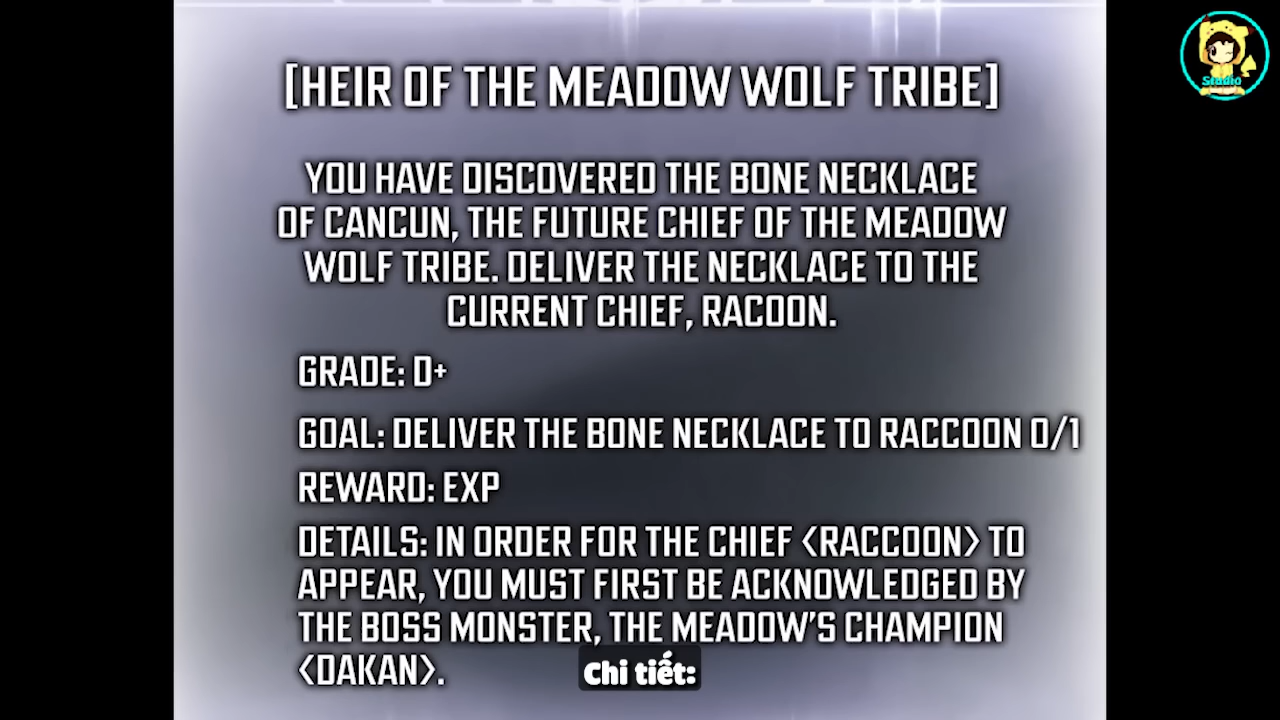 [HEIR OF THE MEADOW WOLF TRIBE]
YOU HAVE DISCOVERED THE BONE NECKLACE
OF CANCUN, THE FUTURE CHIEF OF THE MEADOW
WOLF TRIBE. DELIVER THE NECKLACE TO THE
CURRENT CHIEF, RACOON.
GRADE: D+
GOAL: DELIVER THE BONE NECKLACE TO RACCOON 0/1
REWARD: EXP
DETAILS: IN ORDER FOR THE CHIEF <RACCOON> TO
APPEAR, YOU MUST FIRST BE ACKNOWLEDGED BY
THE BOSS MONSTER, THE MEADOW'S CHAMPION
<DAKAN>.
Chi tiết:
Studio